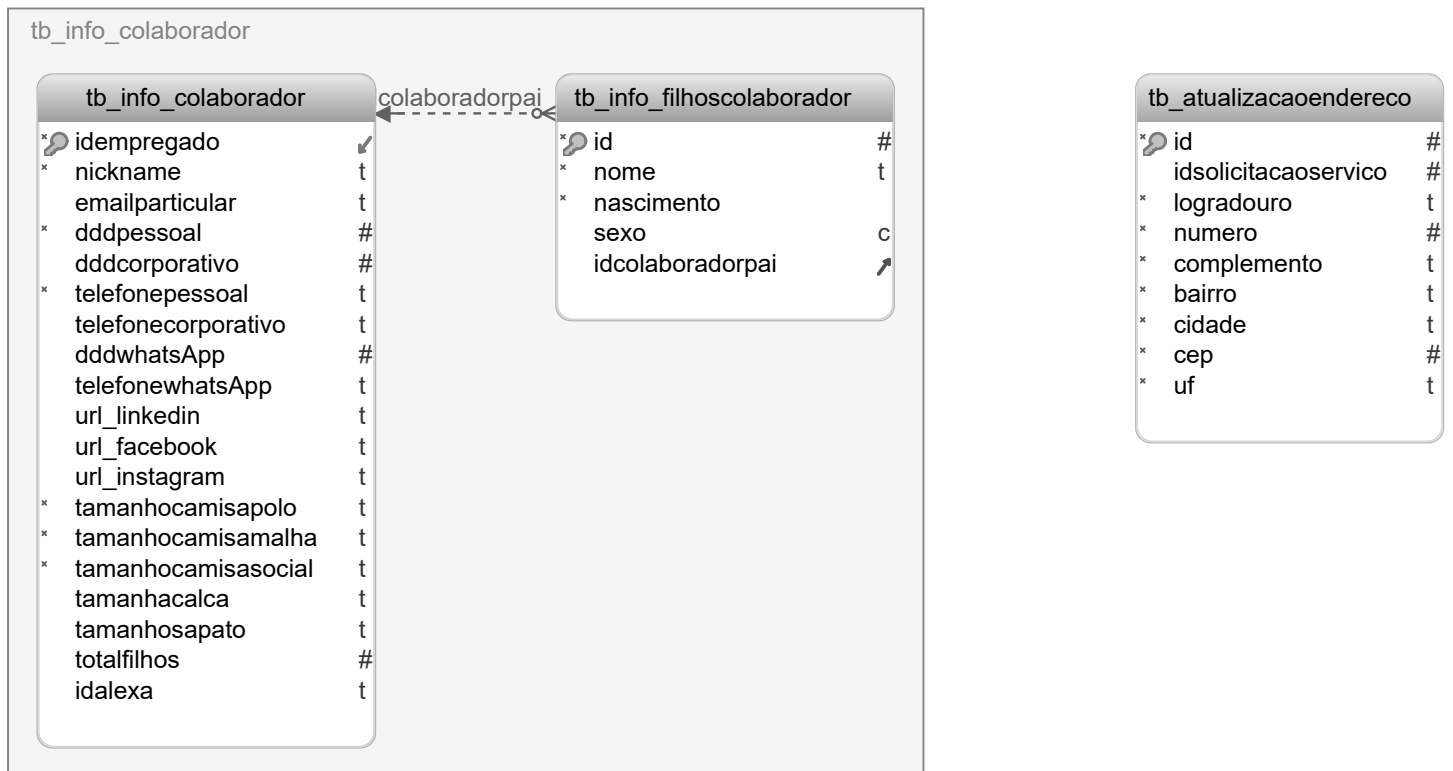 tb_info_colaborador
tb_info_colaborador
idempregado
* nickname t
emailparticular t
* dddpessoal #
dddcorporativo #
* telefonepessoal t
telefonecorporativo t
dddwhatsApp #
telefonewhatsApp t
url_linkedin t
url_facebook t
url_instagram t
* tamanhocamisapolo t
* tamanhocamisamalha t
* tamanhocamisasocial t
tamanhacalca t
tamanhosapato t
totalfilhos #
idalexa t
colaboradorpai
tb_info_filhoscolaborador
* id #
* nome t
* nascimento
sexo c
idcolaboradorpai
tb_atualizacaoendereco
* id #
idsolicitacaoservico #
* logradouro t
* numero #
* complemento t
* bairro t
* cidade t
* cep #
* uf t